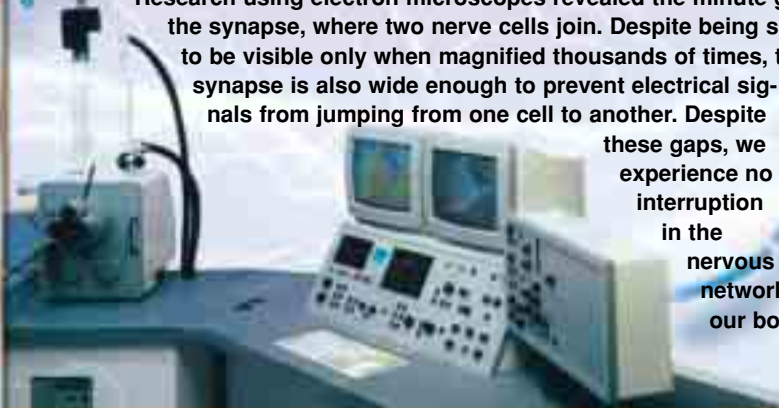 Research using electron microscopes revealed the minute
the synapse, where two nerve cells join. Despite being
to be visible only when magnified thousands of times,
synapse is also wide enough to prevent electrical sig-
nals from jumping from one cell to another. Despite
these gaps, we
experience no
interruption
in the
nervous
network
our